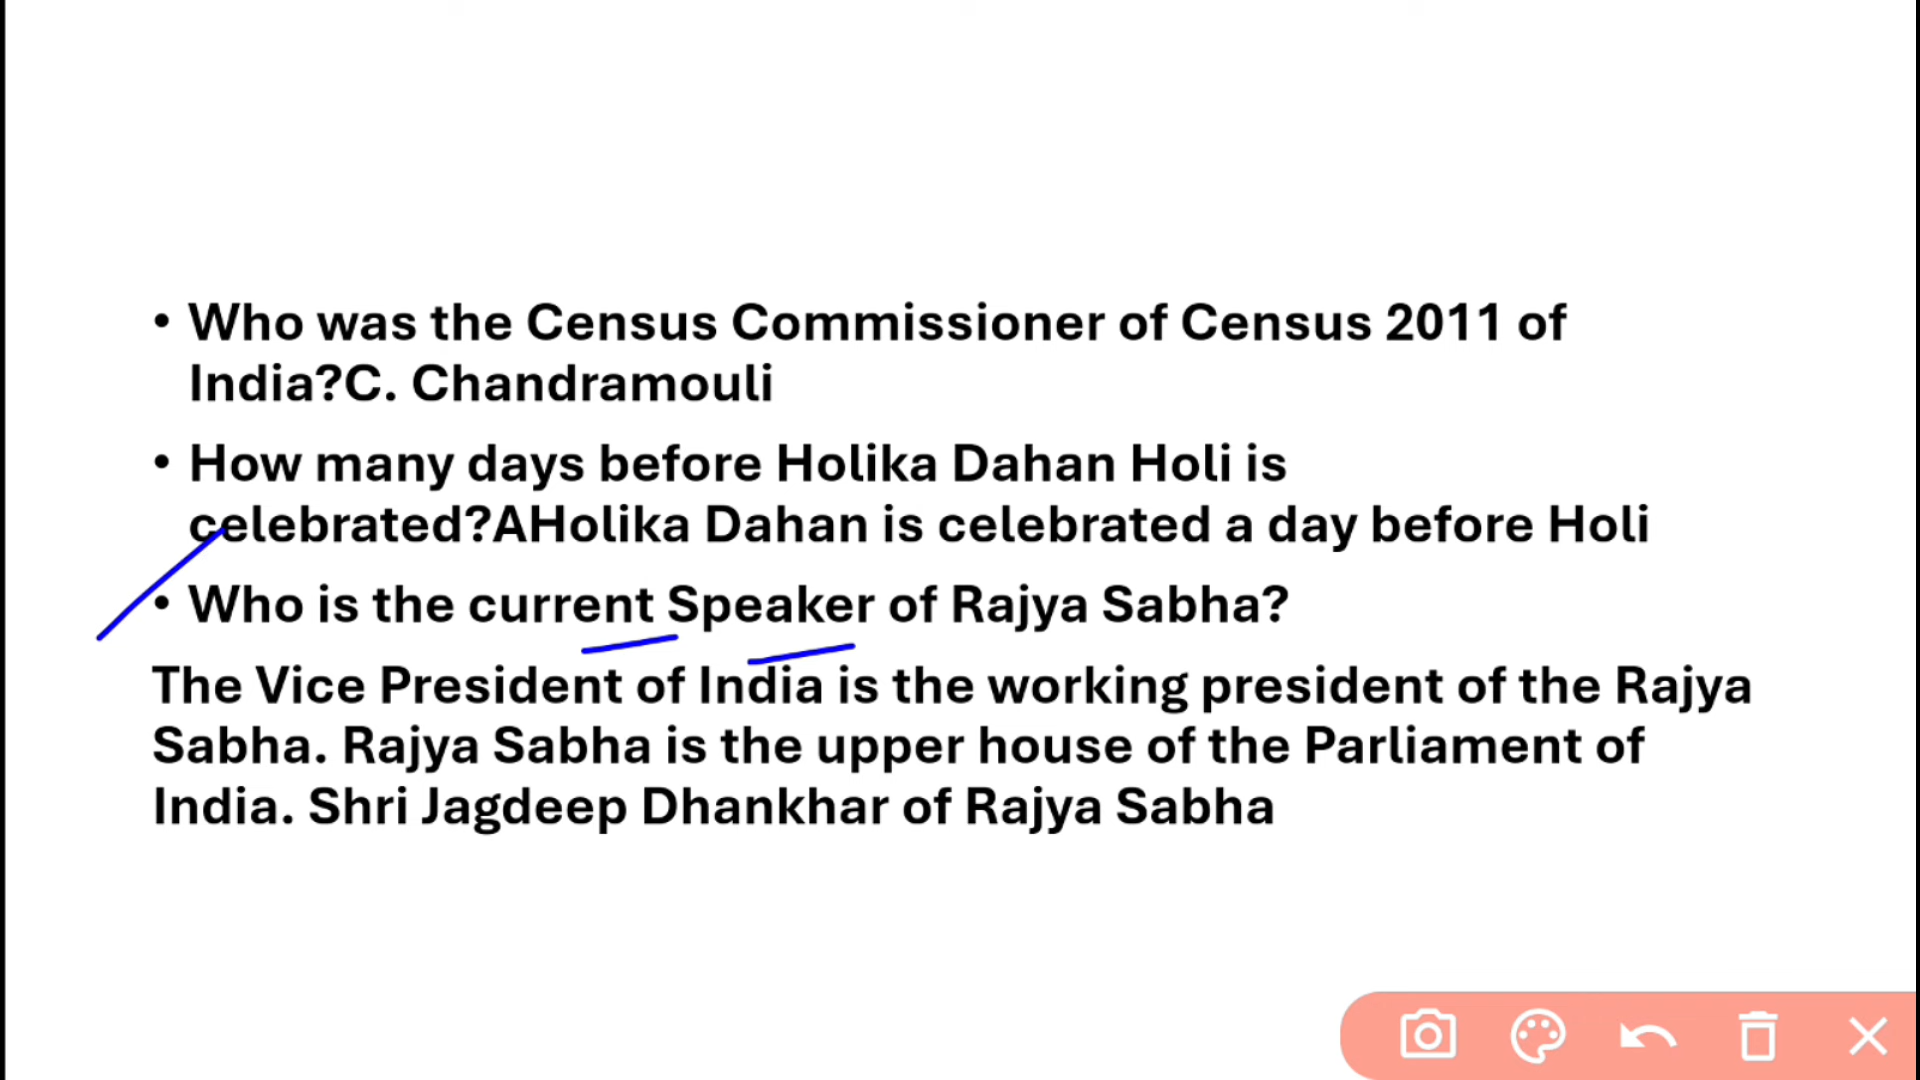 • Who was the Census Commissioner of Census 2011 of
India?C. Chandramouli
• How many days before Holika Dahan Holi is
celebrated?AHolika Dahan is celebrated a day before Holi
• Who is the current Speaker of Rajya Sabha?
The Vice President of India is the working president of the Rajya
Sabha. Rajya Sabha is the upper house of the Parliament of
India. Shri Jagdeep Dhankhar of Rajya Sabha